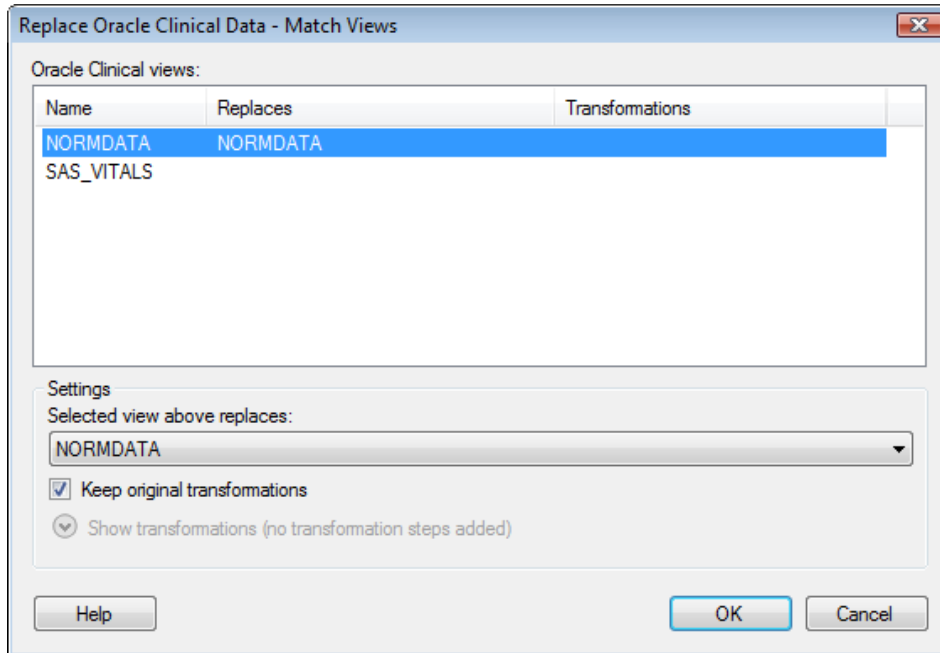 Replace Oracle Clinical Data - Match Views
Oracle Clinical views:
Name Replaces Transformations
NORMDATA NORMDATA
SAS_VITALS
Settings
Selected view above replaces:
NORMDATA
Keep original transformations
Show transformations (no transformation steps added)
Help OK Cancel